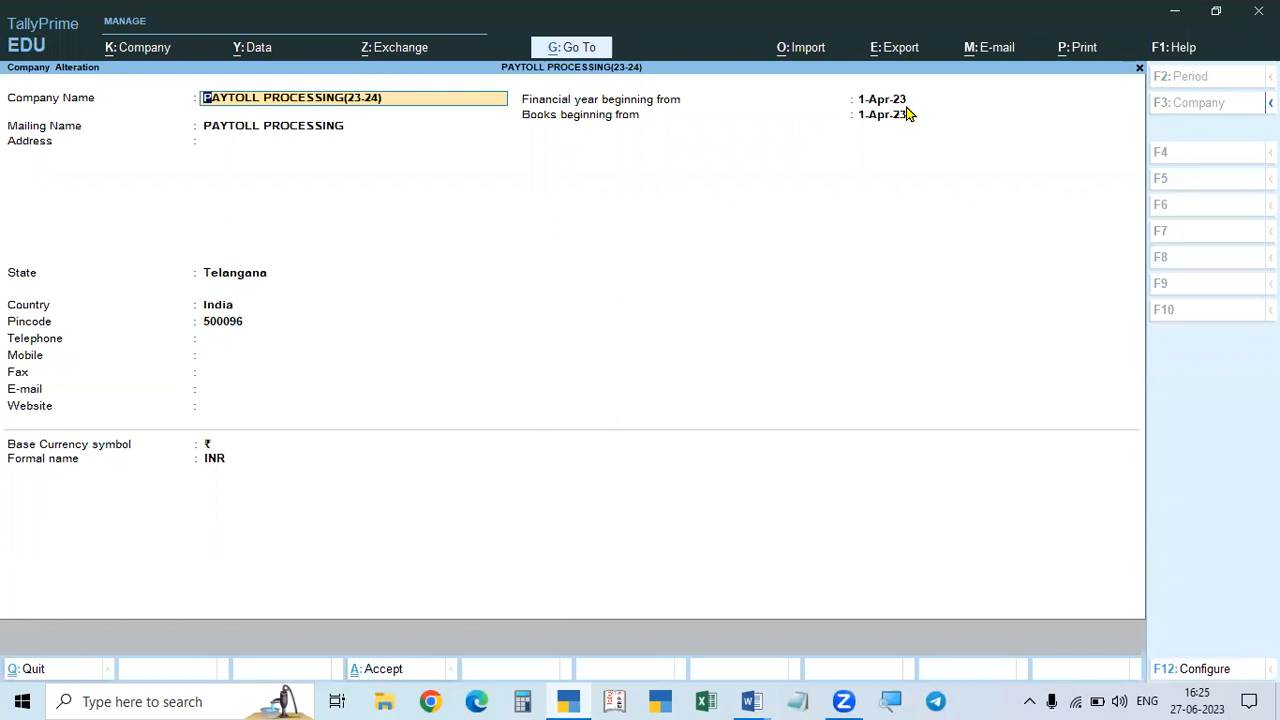 TallyPrime
EDU
MANAGE
K: Company
Y: Data
Z: Exchange
G: Go To
O: Import
E: Export
M: E-mail
P: Print
F1: Help
Company Alteration
PAYTOLL PROCESSING(23-24)
Company Name : PAYTOLL PROCESSING(23-24)
Financial year beginning from : 1-Apr-23
Books beginning from : 1-Apr-23
Mailing Name : PAYTOLL PROCESSING
Address :
State : Telangana
Country : India
Pincode : 500096
Telephone :
Mobile :
Fax :
E-mail :
Website :
Base Currency symbol : ₹
Formal name : INR
F2: Period
F3: Company
F4
F5
F6
F7
F8
F9
F10
Q: Quit
A: Accept
F12: Configure
Type here to search
ENG
16:25
27-06-2023